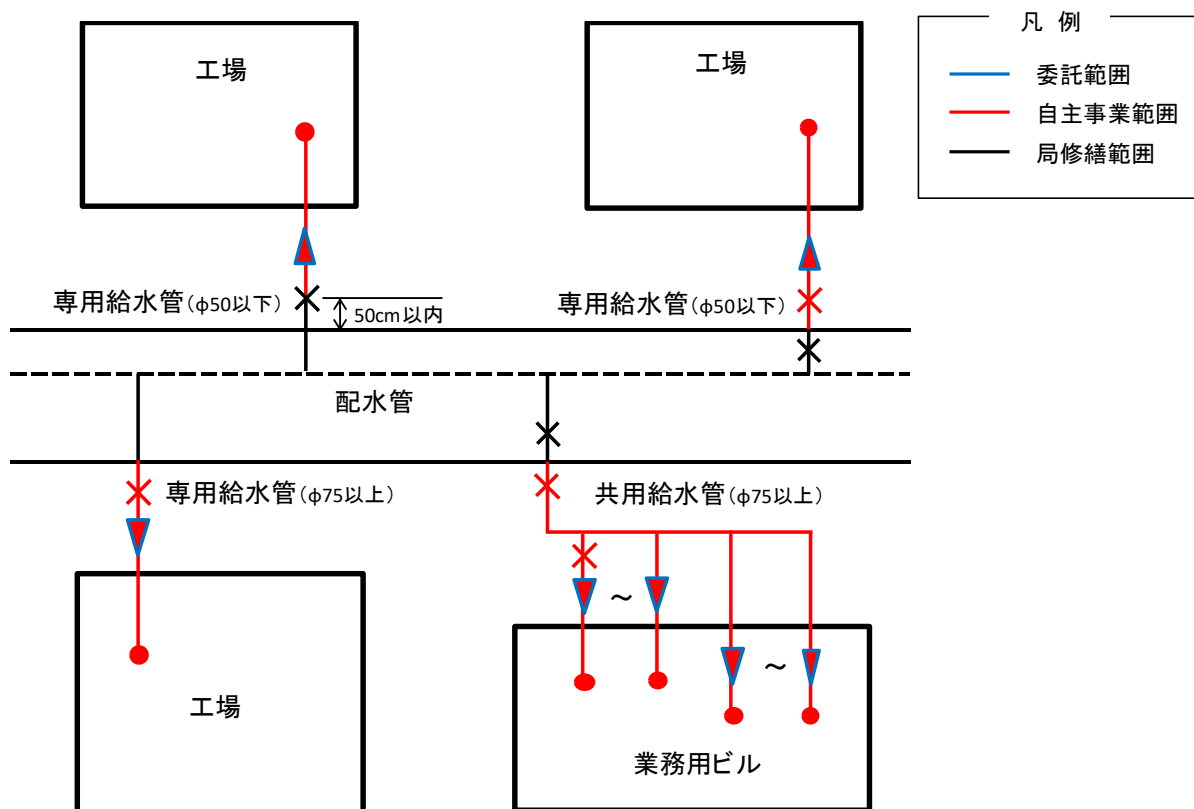 工場
工場
凡 例
委託範囲
自主事業範囲
局修繕範囲
専用給水管(φ50以下)
50cm以内
専用給水管(φ50以下)
配水管
専用給水管(φ75以上)
共用給水管(φ75以上)
~
~
工場
業務用ビル